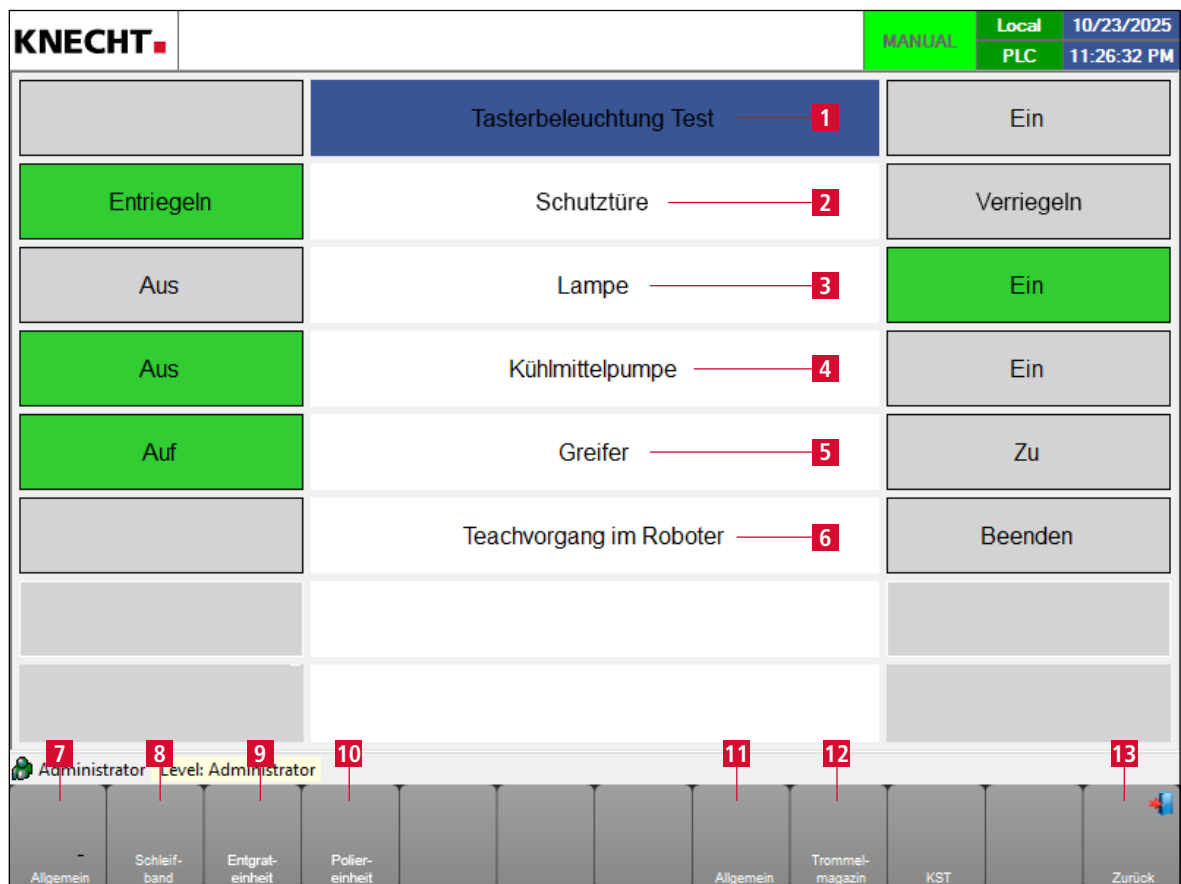 KNECHT
MANUAL
Local
10/23/2025
PLC
11:26:32 PM
Tasterbeleuchtung Test
1
Ein
Entriegeln
Schutztüre
2
Verriegeln
Aus
Lampe
3
Ein
Aus
Kühlmittelpumpe
4
Ein
Auf
Greifer
5
Zu
Teachvorgang im Roboter
6
Beenden
7
8
9
10
11
12
13
Administrator
Level: Administrator
-
Allgemein
Schleif-
band
Entgrat-
einheit
Polier-
einheit
Allgemein
Trommel-
magazin
KST
Zurück